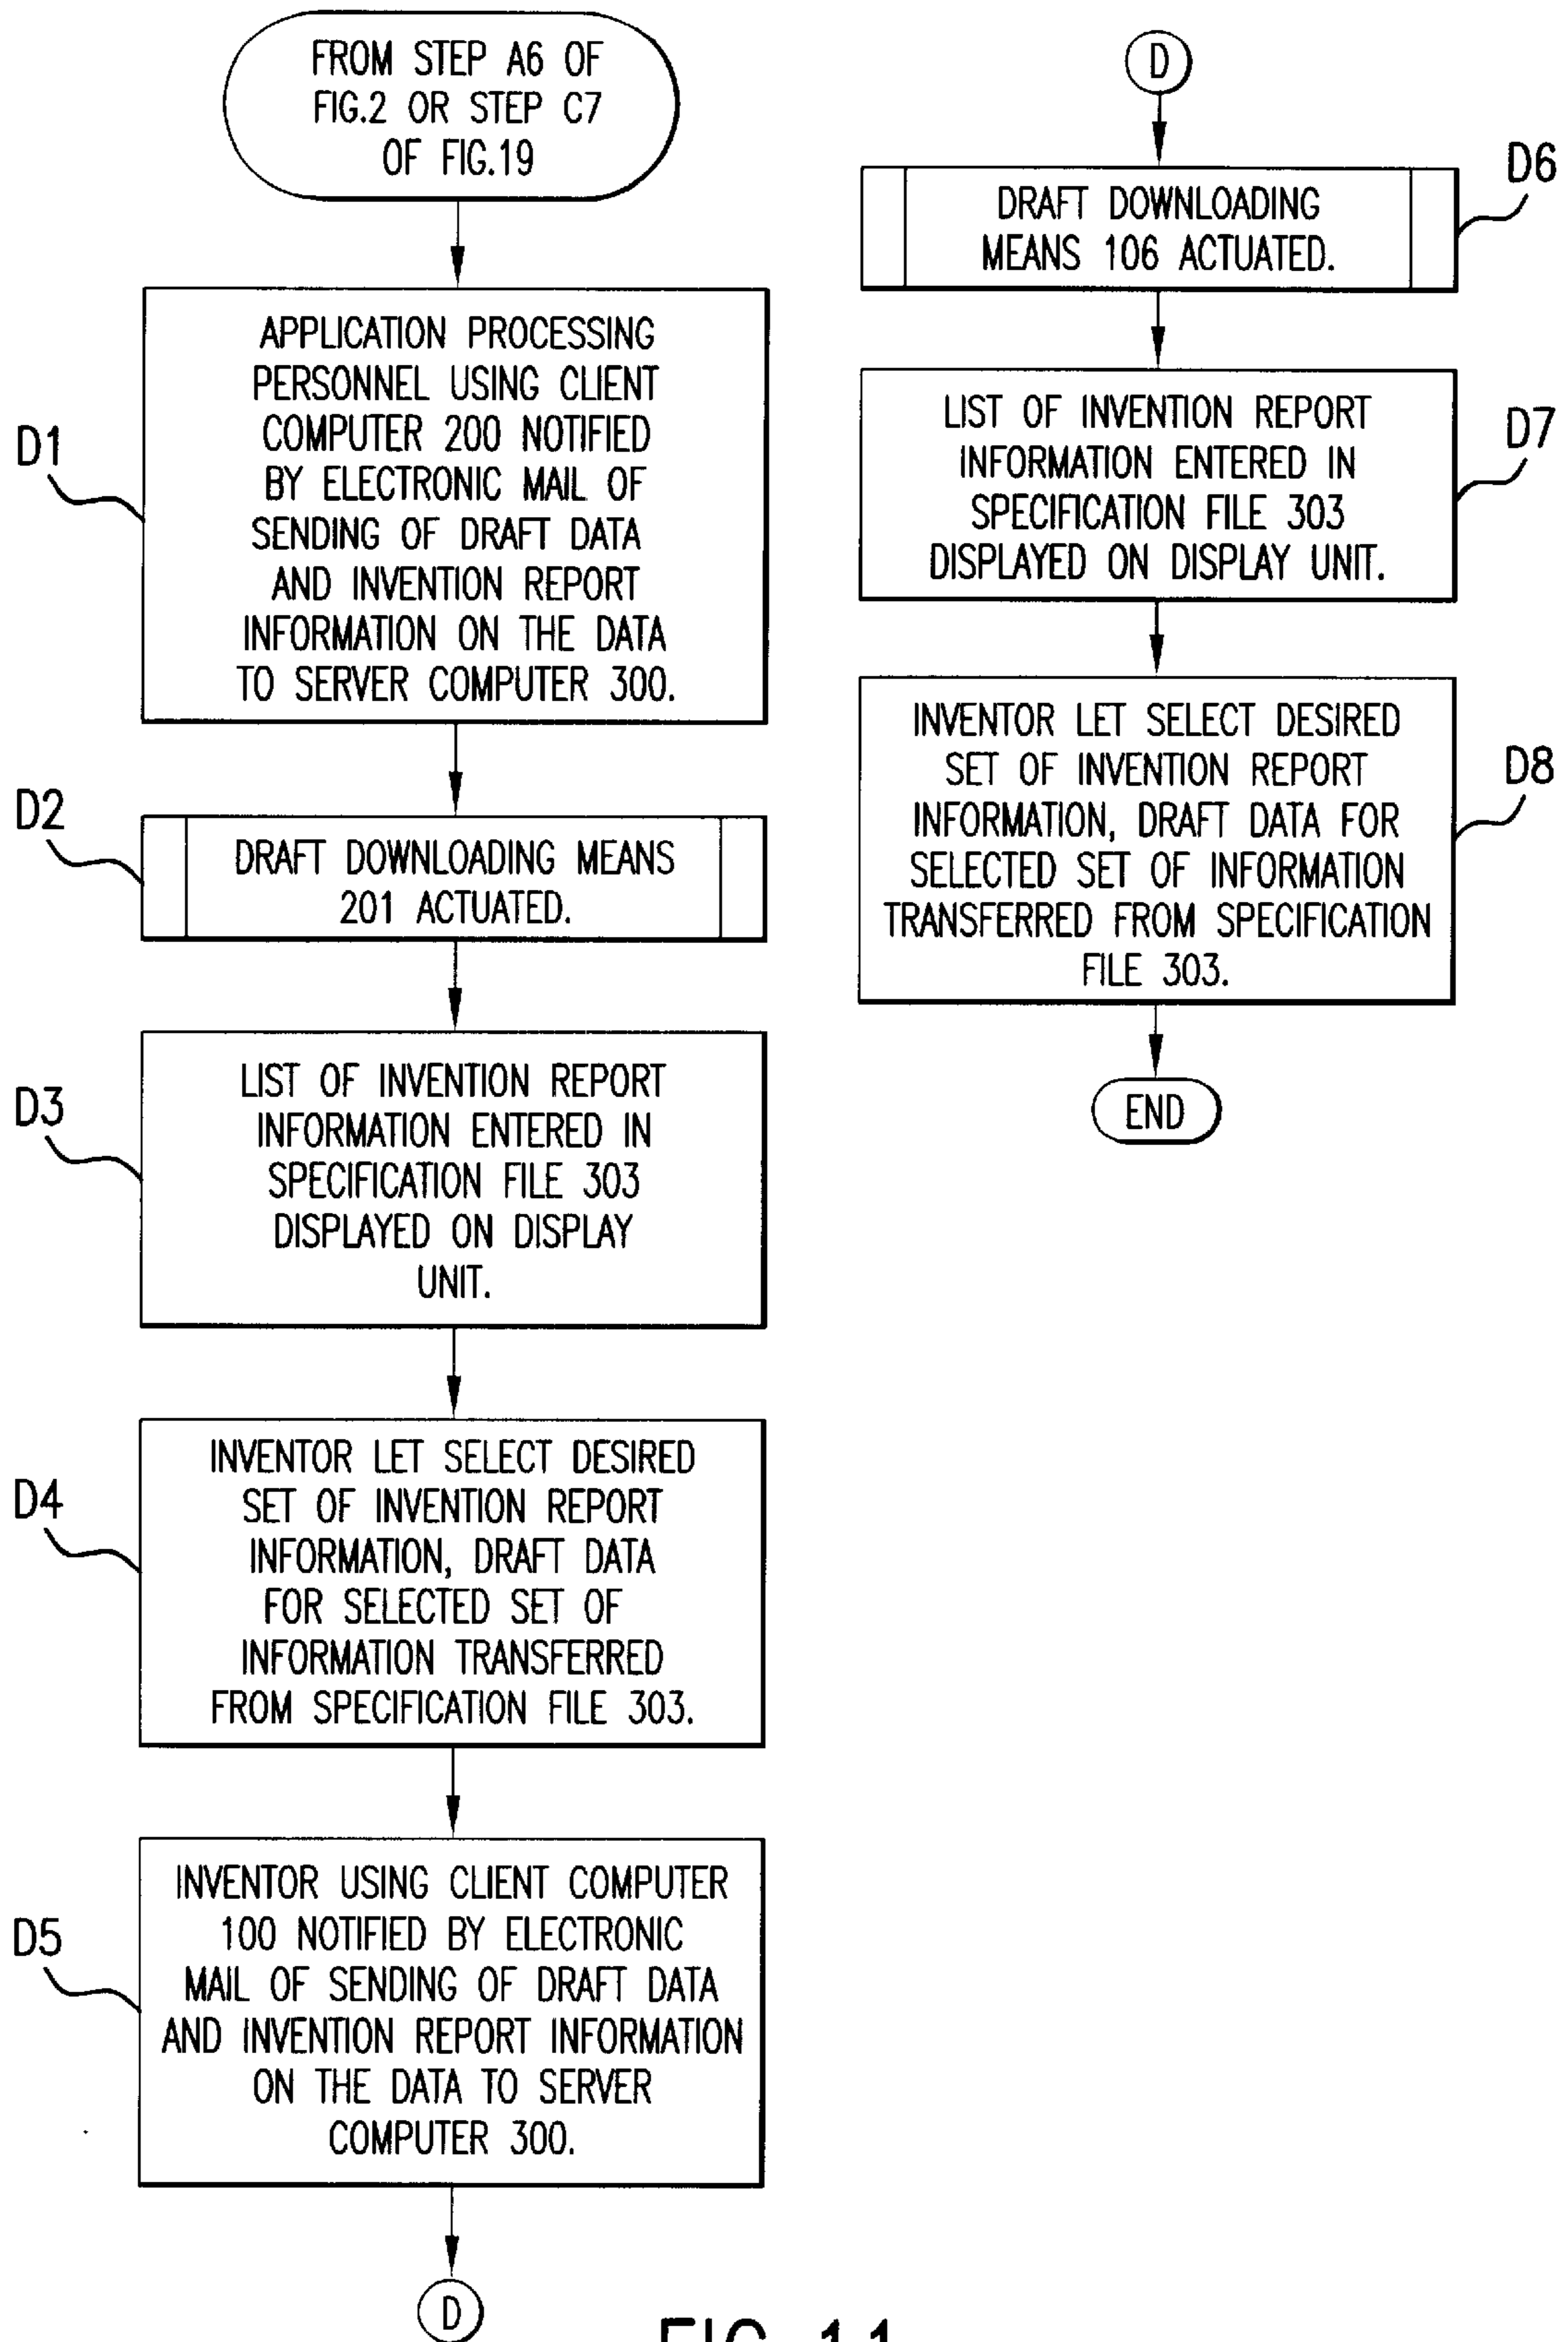 FROM STEP A6 OF
FIG.2 OR STEP C7
OF FIG.19
D1
APPLICATION PROCESSING
PERSONNEL USING CLIENT
COMPUTER 200 NOTIFIED
BY ELECTRONIC MAIL OF
SENDING OF DRAFT DATA
AND INVENTION REPORT
INFORMATION ON THE DATA
TO SERVER COMPUTER 300.
D2
DRAFT DOWNLOADING MEANS
201 ACTUATED.
D3
LIST OF INVENTION REPORT
INFORMATION ENTERED IN
SPECIFICATION FILE 303
DISPLAYED ON DISPLAY
UNIT.
D4
INVENTOR LET SELECT DESIRED
SET OF INVENTION REPORT
INFORMATION, DRAFT DATA
FOR SELECTED SET OF
INFORMATION TRANSFERRED
FROM SPECIFICATION FILE 303.
D5
INVENTOR USING CLIENT COMPUTER
100 NOTIFIED BY ELECTRONIC
MAIL OF SENDING OF DRAFT DATA
AND INVENTION REPORT INFORMATION
ON THE DATA TO SERVER
COMPUTER 300.
D
D
D6
DRAFT DOWNLOADING
MEANS 106 ACTUATED.
D7
LIST OF INVENTION REPORT
INFORMATION ENTERED IN
SPECIFICATION FILE 303
DISPLAYED ON DISPLAY UNIT.
D8
INVENTOR LET SELECT DESIRED
SET OF INVENTION REPORT
INFORMATION, DRAFT DATA FOR
SELECTED SET OF INFORMATION
TRANSFERRED FROM SPECIFICATION
FILE 303.
END
FIG. 11